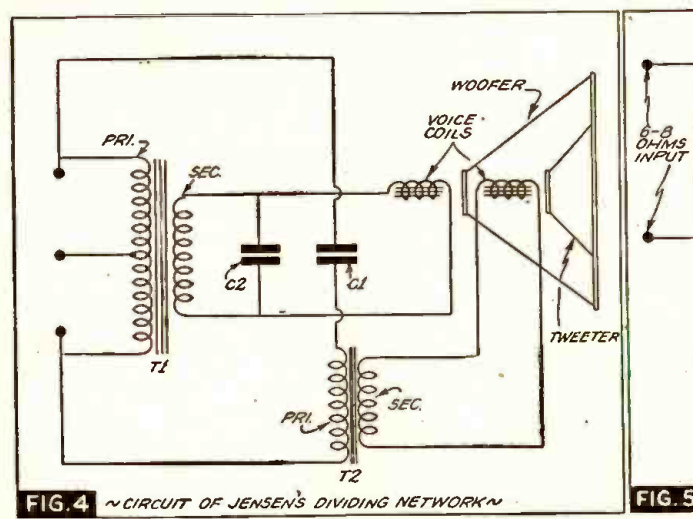 WOOFER
VOICE
COILS
PRI.
SEC.
C2
C1
T1
TWEETER
PRI.
SEC.
T2
FIG.4 ~CIRCUIT OF JENSEN'S DIVIDING NETWORK~
6-8
OHMS
INPUT
FIG.5